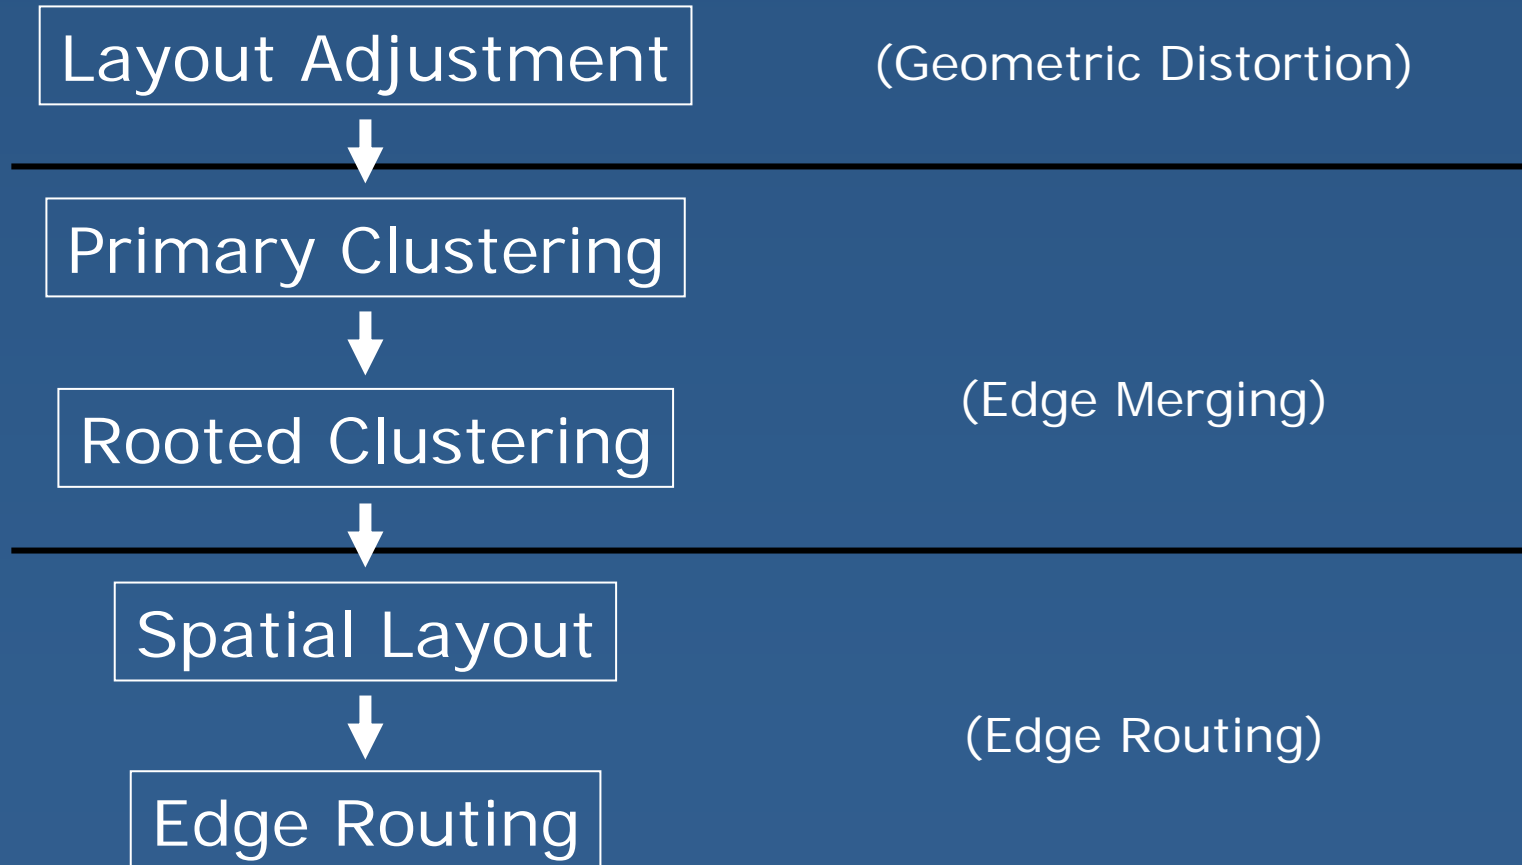 Layout Adjustment
(Geometric Distortion)
Primary Clustering
(Edge Merging)
Rooted Clustering
Spatial Layout
(Edge Routing)
Edge Routing